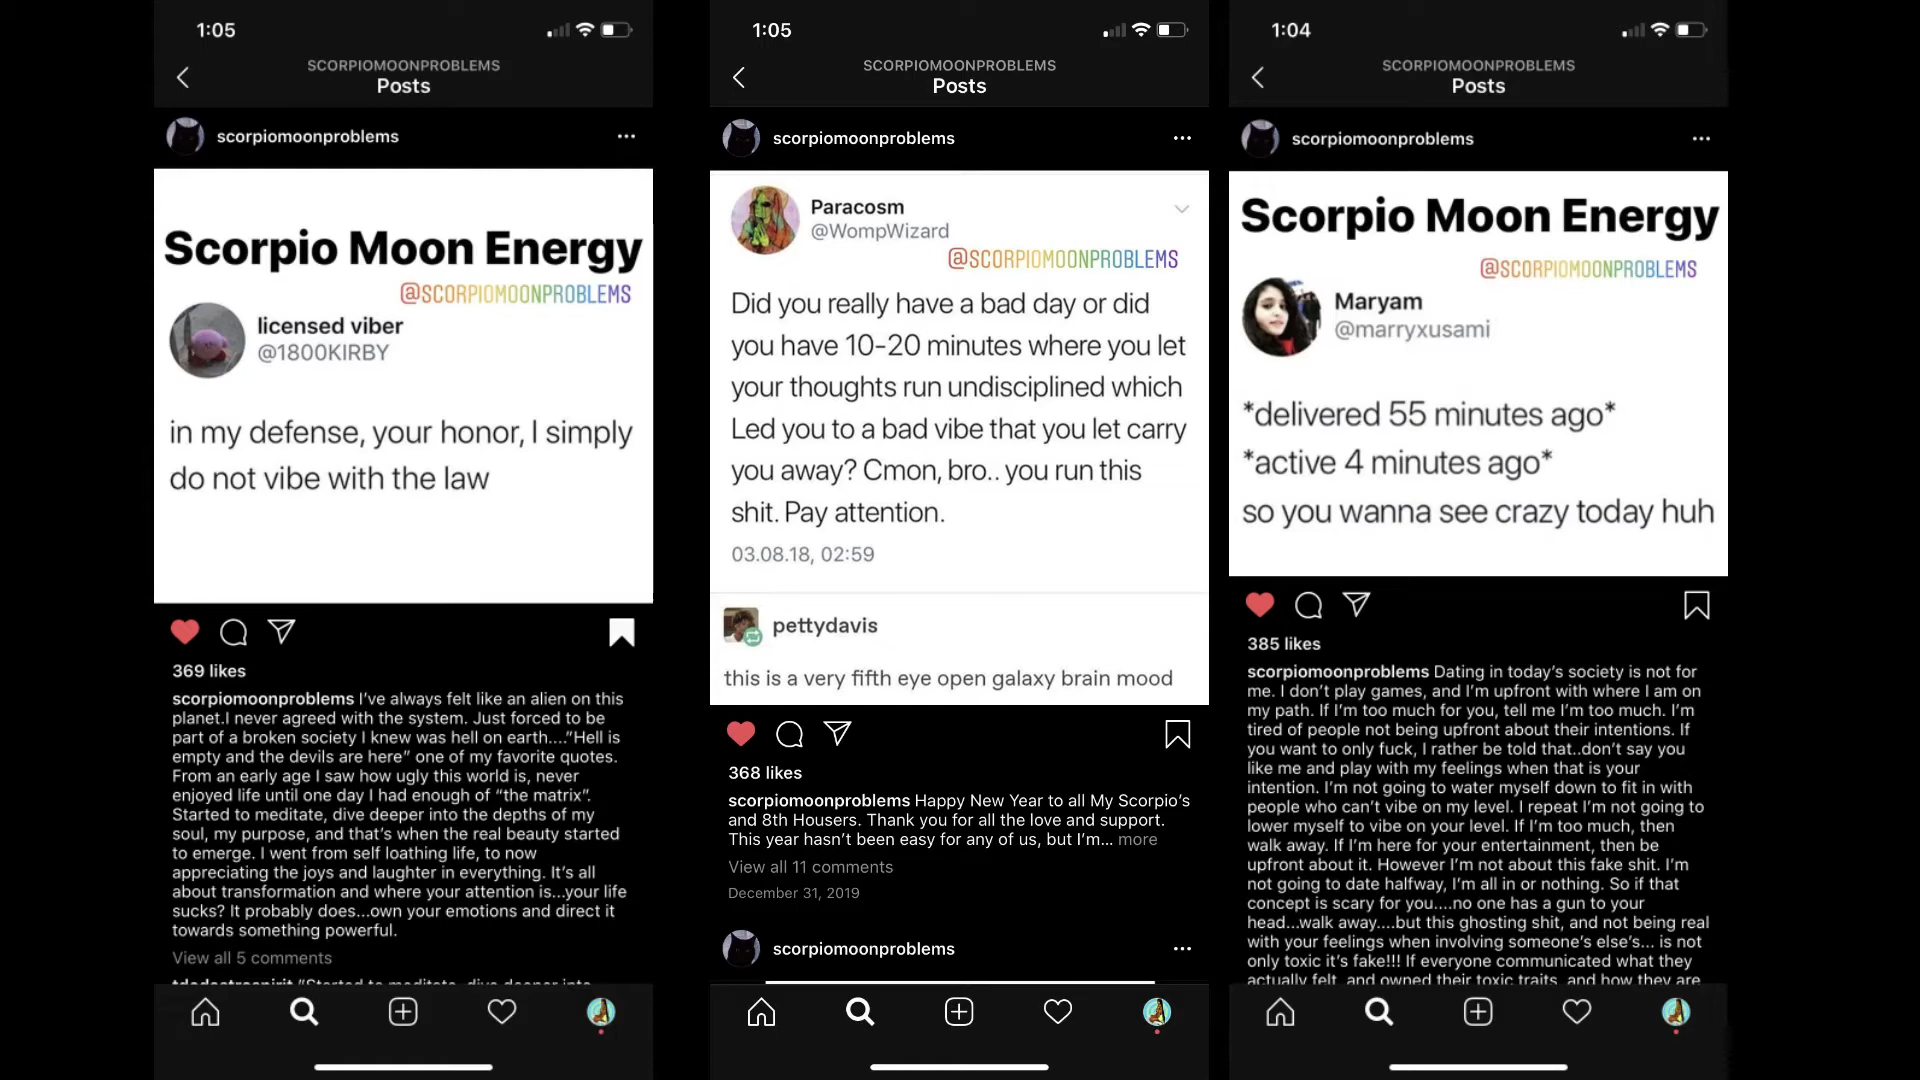 1:05
SCORPIOMOONPROBLEMS
Posts
scorpiomoonproblems
Scorpio Moon Energy
@SCORPIOMOONPROBLEMS
licensed viber
@1800KIRBY
in my defense, your honor, I simply
do not vibe with the law
369 likes
scorpiomoonproblems I've always felt like an alien on this
planet.I never agreed with the system. Just forced to be
part of a broken society I knew was hell on earth...."Hell is
empty and the devils are here" one of my favorite quotes.
From an early age I saw how ugly this world is, never
enjoyed life until one day I had enough of "the matrix".
Started to meditate, dive deeper into the depths of my
soul, my purpose, and that's when the real beauty started
to emerge. I went from self loathing life, to now
appreciating the joys and laughter in everything. It's all
about transformation and where your attention is...your life
sucks? It probably does...own your emotions and direct it
towards something powerful.
View all 5 comments
1:05
SCORPIOMOONPROBLEMS
Posts
scorpiomoonproblems
Paracosm
@WompWizard
@SCORPIOMOONPROBLEMS
Did you really have a bad day or did
you have 10-20 minutes where you let
your thoughts run undisciplined which
Led you to a bad vibe that you let carry
you away? Cmon, bro.. you run this
shit. Pay attention.
03.08.18, 02:59
pettydavis
this is a very fifth eye open galaxy brain mood
368 likes
scorpiomoonproblems Happy New Year to all My Scorpio's
and 8th Housers. Thank you for all the love and support.
This year hasn't been easy for any of us, but I'm... more
View all 11 comments
December 31, 2019
scorpiomoonproblems
1:04
SCORPIOMOONPROBLEMS
Posts
scorpiomoonproblems
Scorpio Moon Energy
@SCORPIOMOONPROBLEMS
Maryam
@marryxusami
*delivered 55 minutes ago*
*active 4 minutes ago*
so you wanna see crazy today huh
385 likes
scorpiomoonproblems Dating in today's society is not for
me. I don't play games, and I'm upfront with where I am on
my path. If I'm too much for you, tell me I'm too much. I'm
tired of people not being upfront about their intentions. If
you want to only fuck, I rather be told that..don't say you
like me and play with my feelings when that is your
intention. I'm not going to water myself down to fit in with
people who can't vibe on my level. I repeat I'm not going to
lower myself to vibe on your level. If I'm too much, then
walk away. If I'm here for your entertainment, then be
upfront about it. However I'm not about this fake shit. I'm
not going to date halfway, I'm all in or nothing. So if that
concept is scary for you....no one has a gun to your
head...walk away....but this ghosting shit, and not being real
with your feelings when involving someone's else's... is not
only toxic it's fake!!! If everyone communicated what they
actually felt, and owned their toxic traits, and how they are